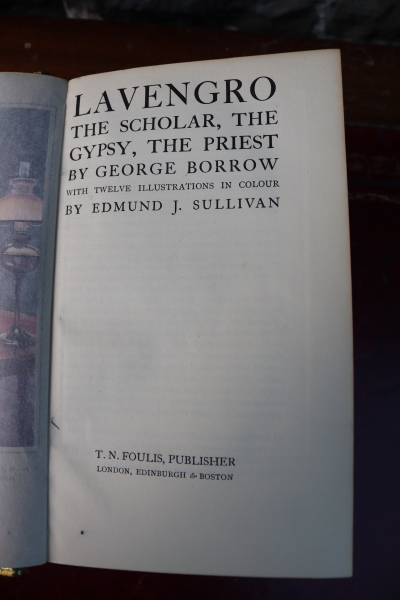 LAVENGRO
THE SCHOLAR, THE
GYPSY, THE PRIEST
BY GEORGE BORROW
WITH TWELVE ILLUSTRATIONS IN COLOUR
BY EDMUND J. SULLIVAN
T. N. FOULIS, PUBLISHER
LONDON, EDINBURGH & BOSTON